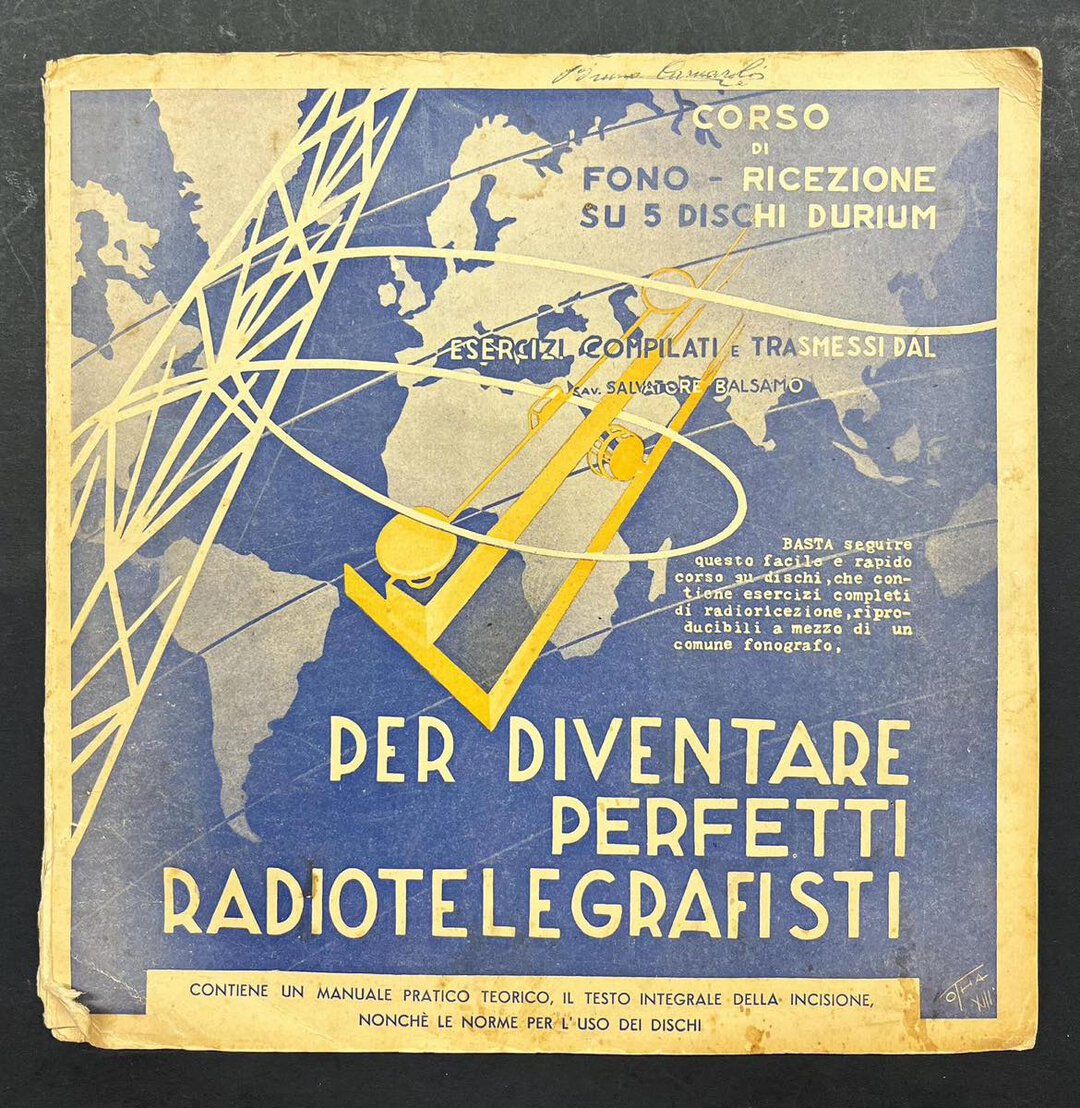 Bruno
CORSO
DI
FONO - RICEZIONE
SU 5 DISCHI DURIUM
ESERCIZI COMPILATI E TRASMESSI DAL
CAV. SALVATORE BALSAMO
BASTA seguire
questo facile e rapido
corso su dischi,che con-
tiene esercizi completi
di radioricezione,ripro-
ducibili a mezzo di un
comune fonografo,
PER DIVENTARE
PERFETTI
RADIOTELEGRAFISTI
CONTIENE UN MANUALE PRATICO TEORICO, IL TESTO INTEGRALE DELLA INCISIONE,
NONCHÈ LE NORME PER L'USO DEI DISCHI
OTHA
XIII